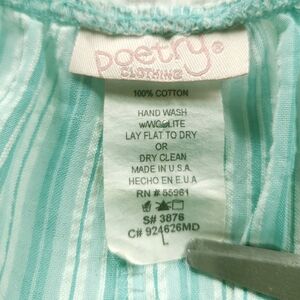 poetry®
CLOTHING
100% COTTON
HAND WASH
w/WOOLITE
LAY FLAT TO DRY
OR
DRY CLEAN
MADE IN U.S.A.
HECHO EN E.U.A
RN # 55961
S# 3876
C# 924626MD
L